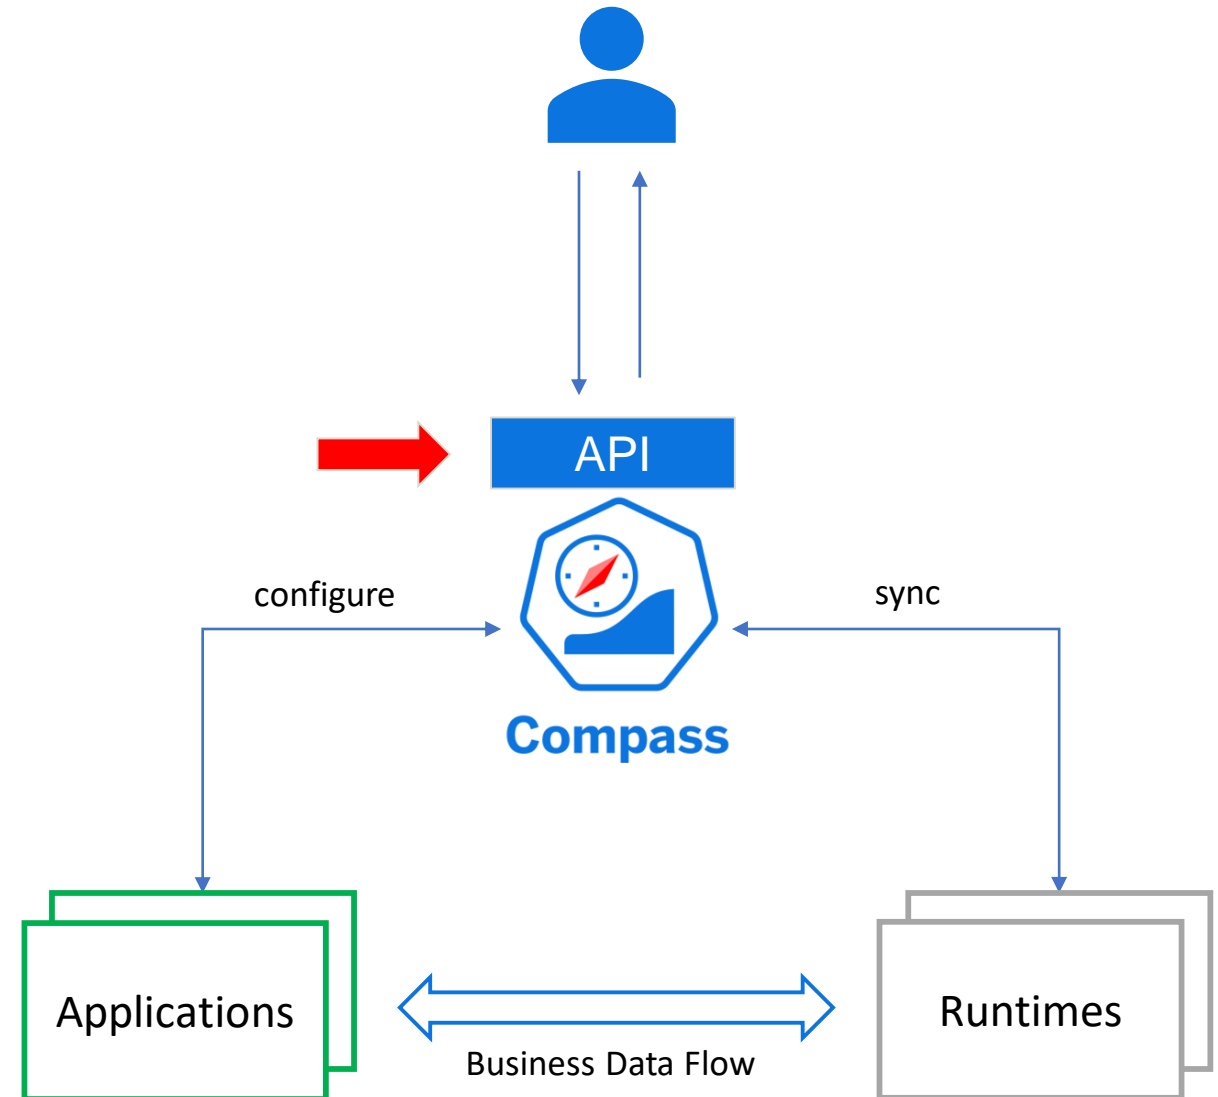 API
configure
sync
Compass
Applications
Runtimes
Business Data Flow